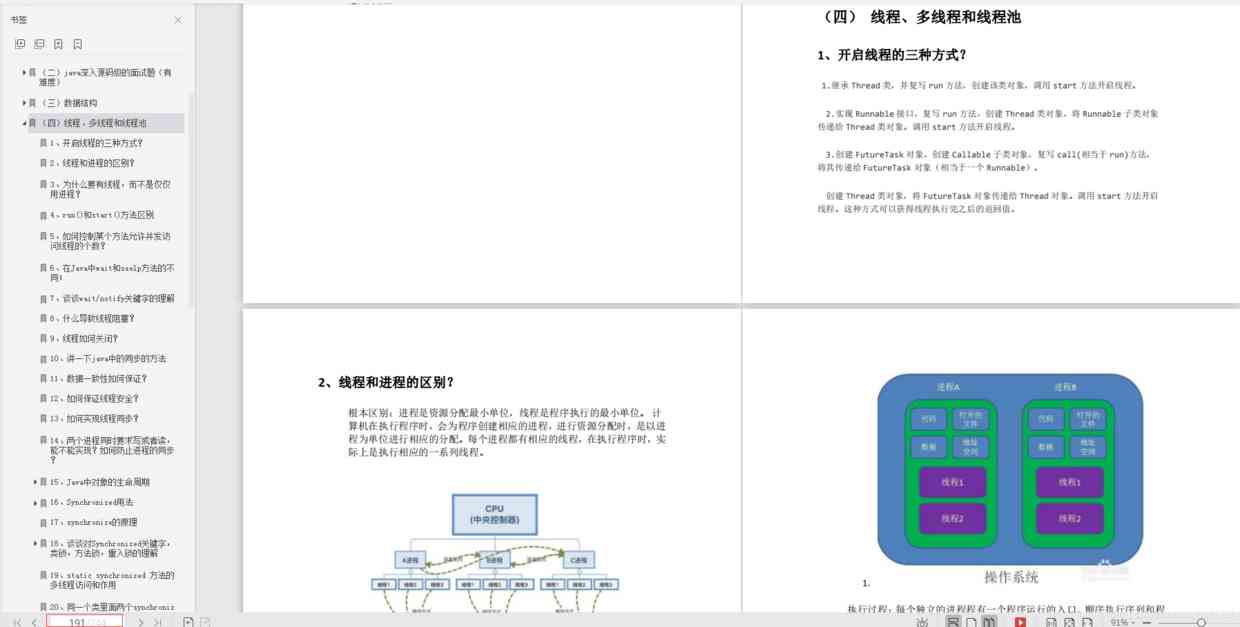 书签
（二）java深入源码级的面试题（有
难度）
（三）数据结构
（四）线程、多线程和线程池
1、开启线程的三种方式?
2、线程和进程的区别?
3、为什么要有线程，而不是仅仅
用进程?
4、run()和start()方法区别
5、如何控制某个方法允许并发访
问线程的个数?
6、在Java中wait和seelp方法的不
同;
7、谈谈wait/notify关键字的理解
8、什么导致线程阻塞?
9、线程如何关闭?
10、讲一下java中的同步的方法
11、数据一致性如何保证?
12、如何保证线程安全?
13、如何实现线程同步?
14、两个进程同时要求写或者读，
能不能实现? 如何防止进程的同步
?
15、Java中对象的生命周期
16、Synchronized用法
17、synchronize的原理
18、谈谈对Synchronized关键字，
类锁，方法锁，重入锁的理解
19、static synchronized 方法的
多线程访问和作用
20、同一个类里面两个synchroniz
（四） 线程、多线程和线程池
1、开启线程的三种方式?
1.继承 Thread 类，并复写 run 方法，创建该类对象，调用 start 方法开启线程。
2.实现 Runnable 接口，复写 run 方法，创建 Thread 类对象，将 Runnable 子类对象
传递给 Thread 类对象。调用 start 方法开启线程。
3.创建 FutureTask 对象，创建 Callable 子类对象，复写 call(相当于 run)方法，
将其传递给 FutureTask 对象（相当于一个 Runnable）。
创建 Thread 类对象，将 FutureTask 对象传递给 Thread 对象。调用 start 方法开启
线程。这种方式可以获得线程执行完之后的返回值。
2、线程和进程的区别?
根本区别：进程是资源分配最小单位，线程是程序执行的最小单位。 计
算机在执行程序时，会为程序创建相应的进程，进行资源分配时，是以进
程为单位进行相应的分配。每个进程都有相应的线程，在执行程序时，实
际上是执行相应的一系列线程。
CPU
(中央控制器)
A进程 B进程 C进程
线程1 线程2 线程3 线程1 线程2 线程3 线程1 线程2 线程3
进程A 进程B
代码 打开的
文件 代码 打开的
文件
数据 地址
空间 数据 地址
空间
线程1 线程1
线程2 线程2
操作系统
1.
执行过程：每个独立的进程程有一个程序运行的入口、顺序执行序列和程
191
91%